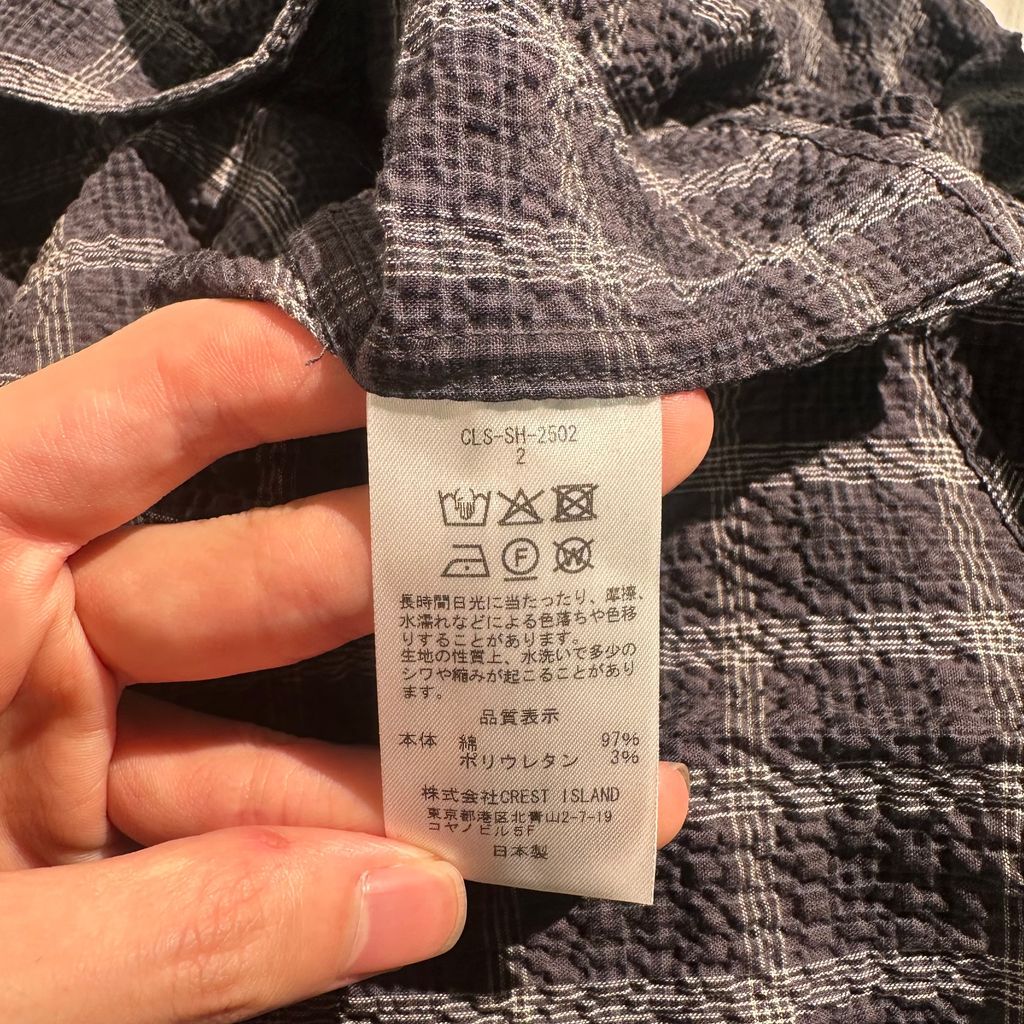 CLS-SH-2502
2
F
W
長時間日光に当たったり、摩擦、
水濡れなどによる色落ちや色移
りすることがあります。
生地の性質上、水洗いで多少の
シワや縮みが起こることがあり
ます。
品質表示
本体 綿 97%
ポリウレタン 3%
株式会社CREST ISLAND
東京都港区北青山2-7-19
コヤノビル5F
日本製